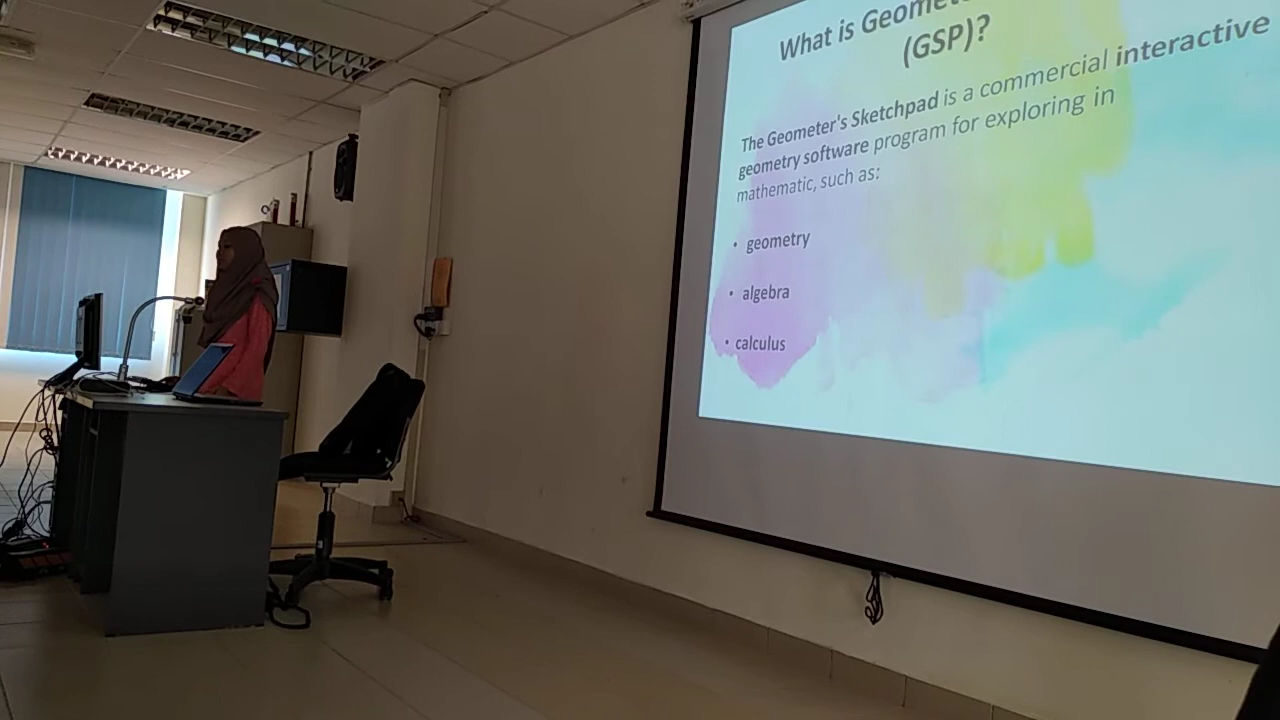 What is Geome
(GSP)?
The Geometer's Sketchpad is a commercial interactive
geometry software program for exploring in
mathematic, such as:
• geometry
• algebra
• calculus